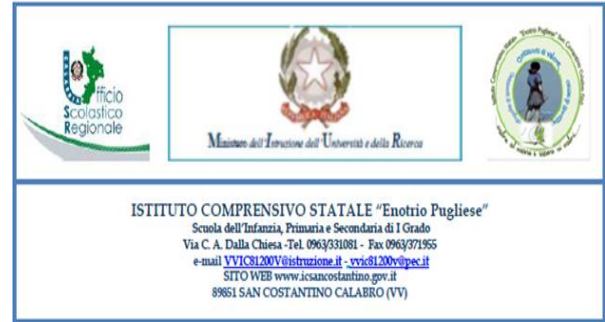 CALABRIA
Ufficio
Scolastico
Regionale
Ministero dell'Istruzione dell'Università e della Ricerca
ISTITUTO COMPRENSIVO STATALE "Enotrio Pugliese"
Scuola dell'Infanzia, Primaria e Secondaria di I Grado
Via C. A. Dalla Chiesa -Tel. 0963/331081 - Fax 0963/371955
e-mail VVIC81200V@istruzione.it - vvic81200v@pec.it
SITO WEB www.icsancostantino.gov.it
89851 SAN COSTANTINO CALABRO (VV)